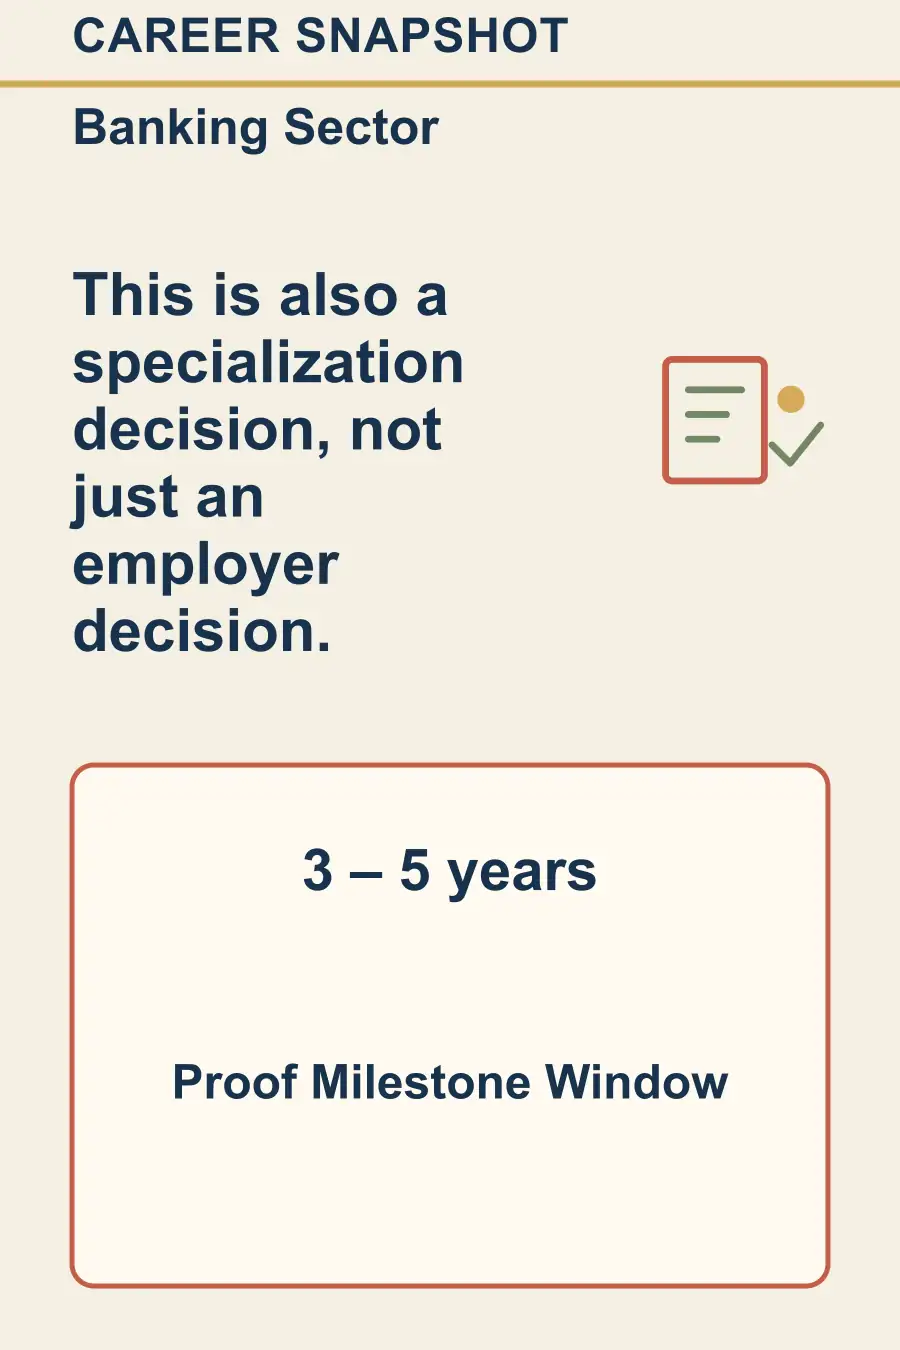 CAREER SNAPSHOT
Banking Sector
This is also a
specialization
decision, not
just an
employer
decision.
3 – 5 years
Proof Milestone Window